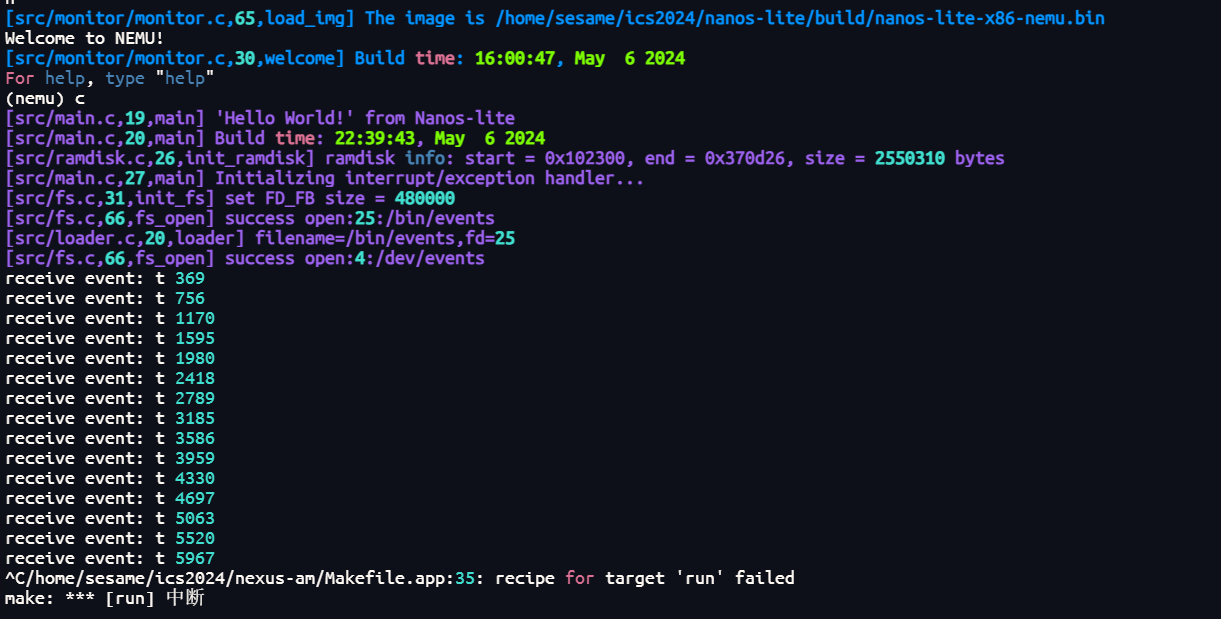 [src/monitor/monitor.c,65,load_img] The image is /home/sesame/ics2024/nanos-lite/build/nanos-lite-x86-nemu.bin
Welcome to NEMU!
[src/monitor/monitor.c,30,welcome] Build time: 16:00:47, May  6 2024
For help, type "help"
(nemu) c
[src/main.c,19,main] 'Hello World!' from Nanos-lite
[src/main.c,20,main] Build time: 22:39:43, May  6 2024
[src/ramdisk.c,26,init_ramdisk] ramdisk info: start = 0x102300, end = 0x370d26, size = 2550310 bytes
[src/main.c,27,main] Initializing interrupt/exception handler...
[src/fs.c,31,init_fs] set FD_FB size = 480000
[src/fs.c,66,fs_open] success open:25:/bin/events
[src/loader.c,20,loader] filename=/bin/events,fd=25
[src/fs.c,66,fs_open] success open:4:/dev/events
receive event: t 369
receive event: t 756
receive event: t 1170
receive event: t 1595
receive event: t 1980
receive event: t 2418
receive event: t 2789
receive event: t 3185
receive event: t 3586
receive event: t 3959
receive event: t 4330
receive event: t 4697
receive event: t 5063
receive event: t 5520
receive event: t 5967
^C/home/sesame/ics2024/nexus-am/Makefile.app:35: recipe for target 'run' failed
make: *** [run] 中断